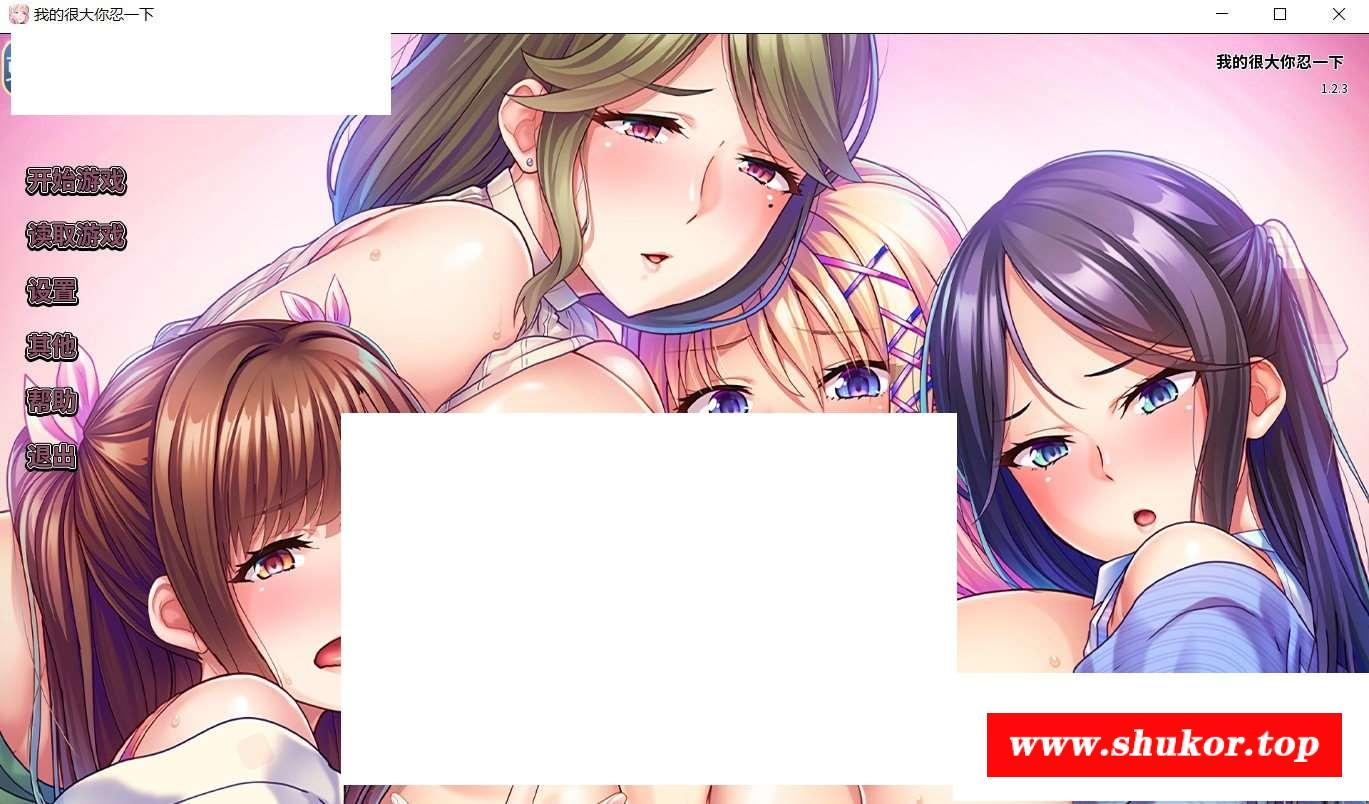 我的很大你忍一下
我的很大你忍一下
1.2.3
开始游戏
读取游戏
设置
其他
帮助
退出
www.shukor.top